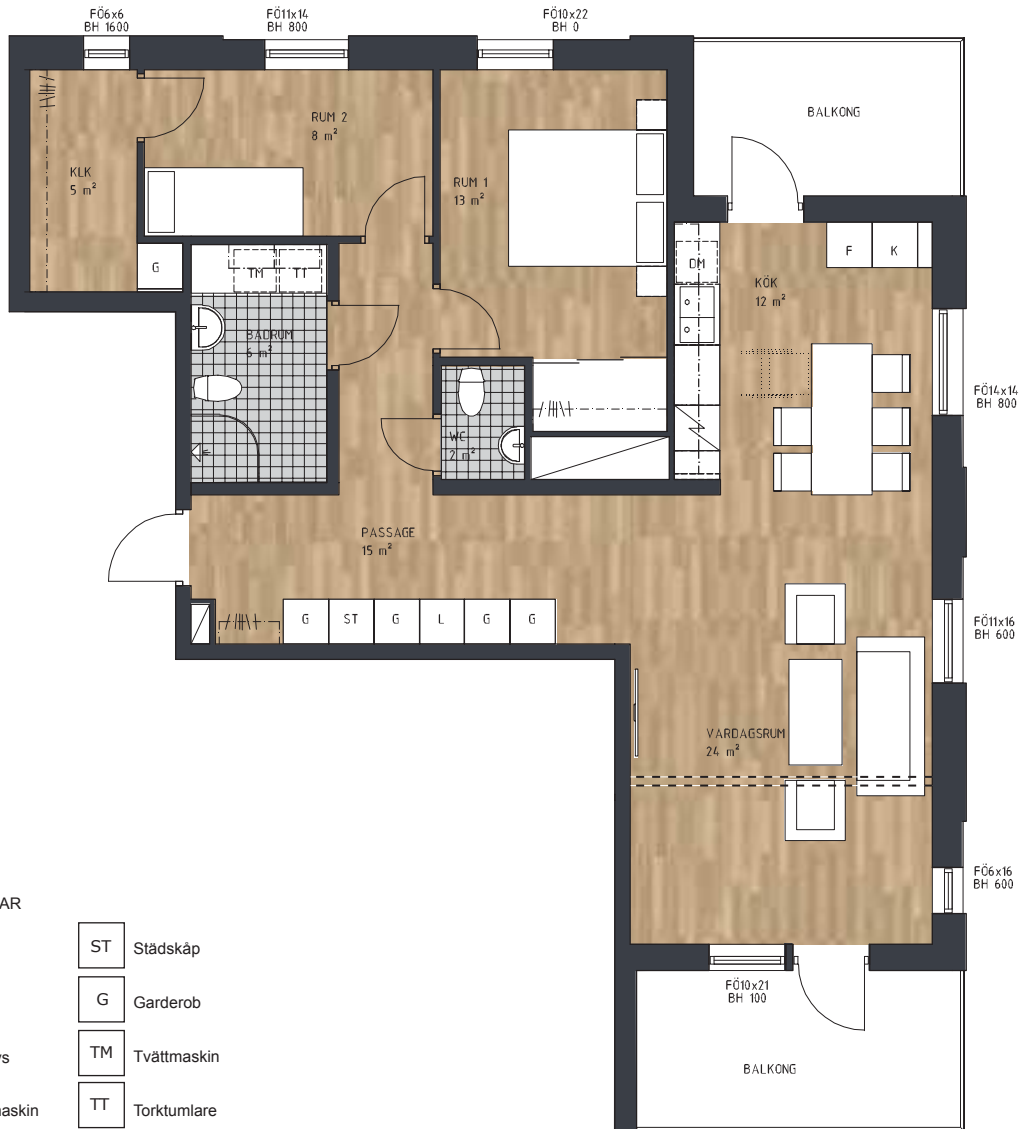 FÖ6x6
BH 1600
FÖ11x14
BH 800
FÖ10x22
BH 0
BALKONG
RUM 2
8 m²
KLK
5 m²
RUM 1
13 m²
G
TM
TT
DM
F
K
KÖK
12 m²
BADRUM
6 m²
FÖ14x14
BH 800
WC
2 m²
PASSAGE
15 m²
G
ST
G
L
G
G
FÖ11x16
BH 600
VARDAGSRUM
24 m²
FÖ6x16
BH 600
AR
ST Städskåp
FÖ10x21
BH 100
G Garderob
vs
TM Tvättmaskin
BALKONG
naskin
TT Torktumlare